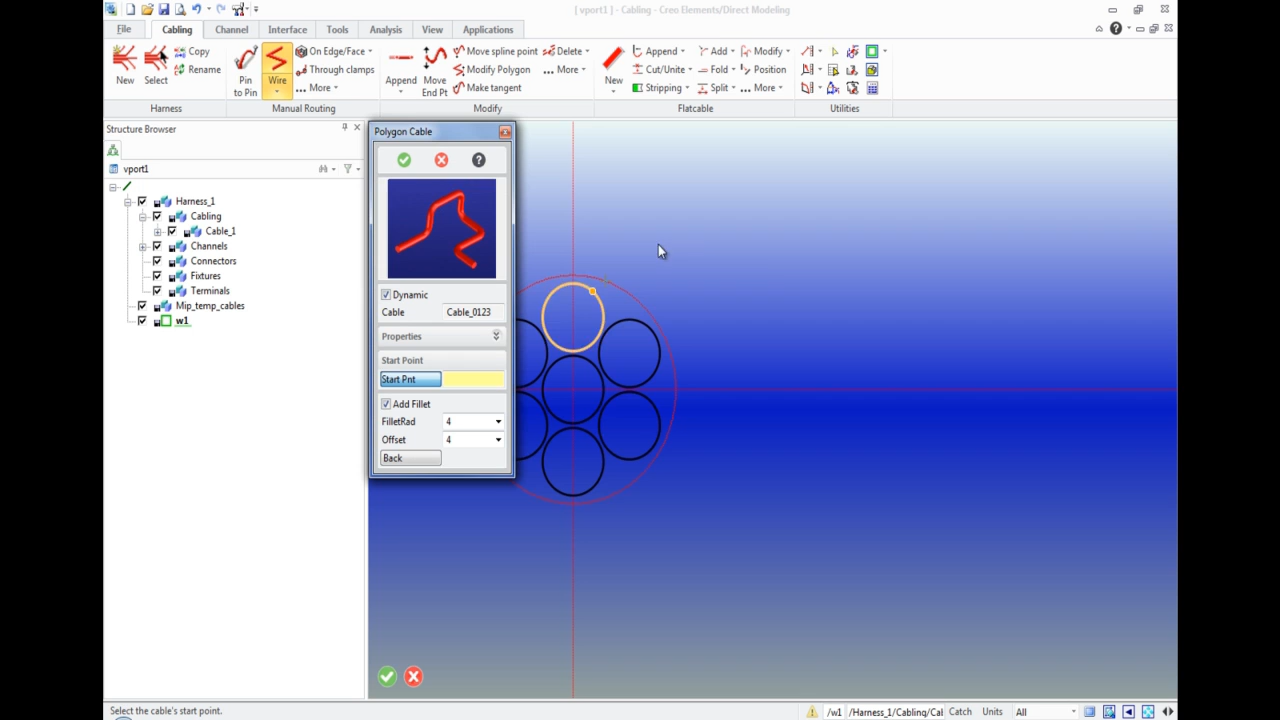 [ vport1 ] - Cabling - Creo Elements/Direct Modeling
File Cabling Channel Interface Tools Analysis View Applications
New Select Copy Rename
Harness
Pin to Pin Wire On Edge/Face Through clamps ... More
Manual Routing
Append Move End Pt Move spline point Modify Polygon Make tangent Delete ... More
Modify
New Append Cut/Unite Stripping Add Fold Split Modify Position ... More
Flatcable
Utilities
Structure Browser
vport1
Harness_1
Cabling
Cable_1
Channels
Connectors
Fixtures
Terminals
Mip_temp_cables
w1
Polygon Cable
Dynamic
Cable Cable_0123
Properties
Start Point
Start Pnt
Add Fillet
FilletRad 4
Offset 4
Back
Select the cable's start point.
/w1 /Harness_1/Cabling/Cal Catch Units All